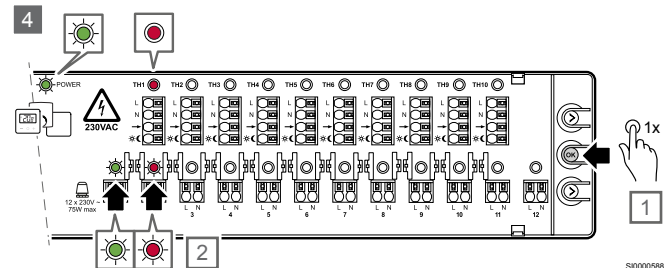 4
POWER
TH1 TH2 TH3 TH4 TH5 TH6 TH7 TH8 TH9 TH10
230VAC
L
N
L
N
L
N
L
N
L
N
L
N
L
N
L
N
L
N
L
N
OK
1x
1
12 x 230V ~
75W max
L N L N L N L N L N L N L N L N L N L N
3 4 5 6 7 8 9 10 11 12
2
SI0000588